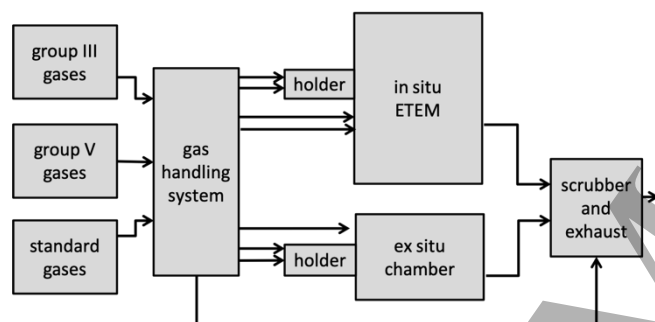 group III
gases
group V
gases
standard
gases
gas
handling
system
holder
in situ
ETEM
holder
ex situ
chamber
scrubber
and
exhaust